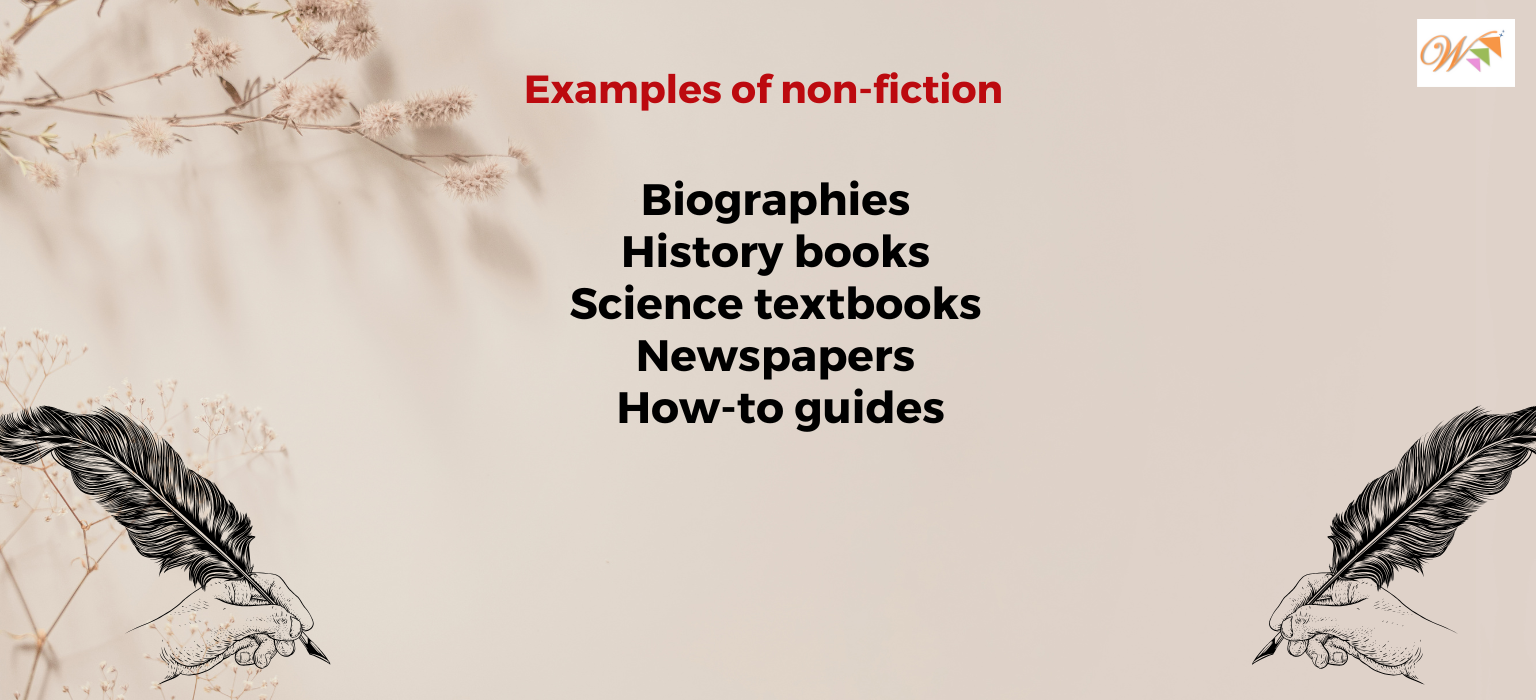 Examples of non-fiction
W
Biographies
History books
Science textbooks
Newspapers
How-to guides